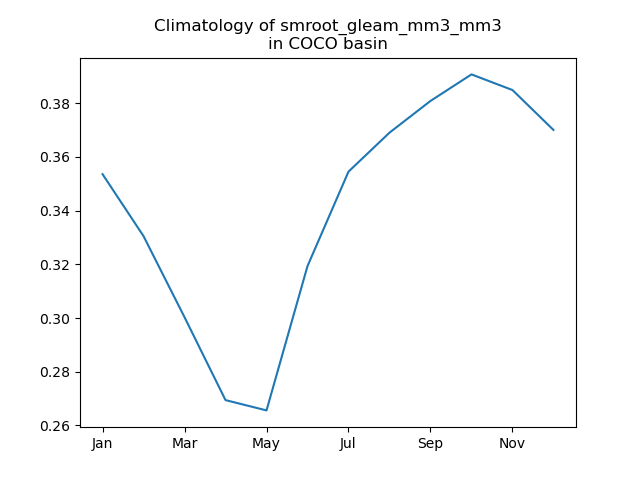 Climatology of smroot_gleam_mm3_mm3
in COCO basin
0.38
0.36
0.34
0.32
0.30
0.28
0.26
Jan Mar May Jul Sep Nov